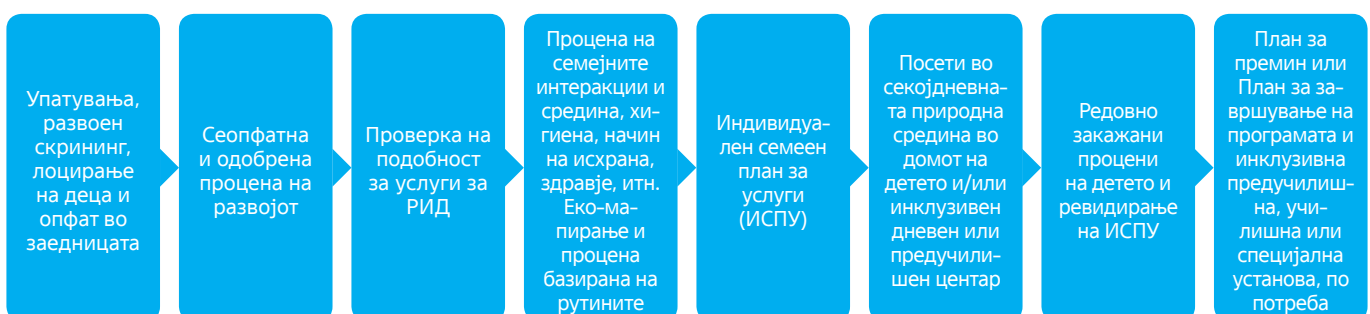 Упатувања,
развоен
скрининг,
лоцирање
на деца и
опфат во
заедницата
Сеопфатна
и одобрена
процена на
развојот
Проверка на
подобност
за услуги за
РИД
Процена на
семејните
интеракции и
средина, хи-
гиена, начин
на исхрана,
здравје, итн.
Еко-ма-
пирање и
процена
базирана на
рутините
Индивидуа-
лен семеен
план за
услуги
(ИСПУ)
Посети во
секојдневна-
та природна
средина во
домот на
детето и/или
инклузивен
дневен или
предучили-
шен центар
Редовно
закажани
процени
на детето и
ревидирање
на ИСПУ
План за
премин или
План за за-
вршување на
програмата и
инклузивна
предучилиш-
на, учи-
лишна или
специјална
установа, по
потреба